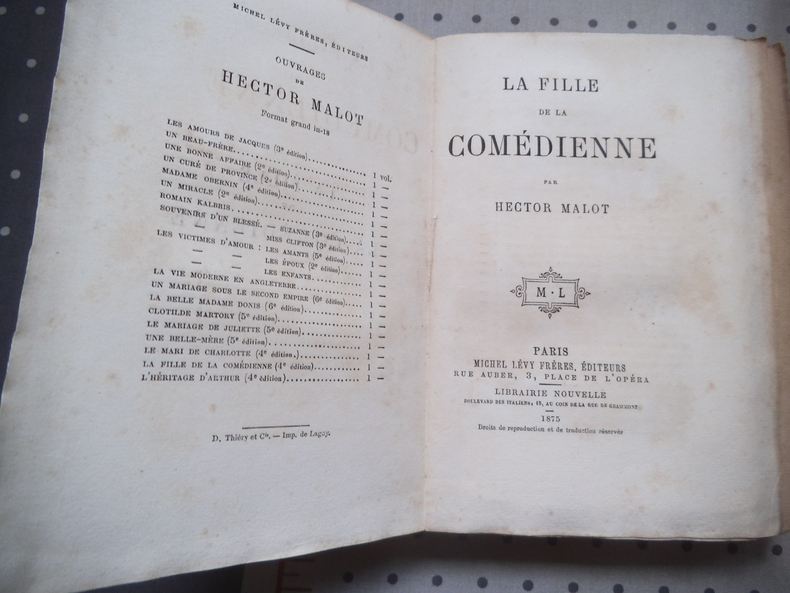 MICHEL LÉVY FRÈRES, ÉDITEURS
OUVRAGES
DE
HECTOR MALOT
Format grand in-18
LES AMOURS DE JACQUES (3e édition) 1 vol.
UN BEAU-FRÈRE 1 —
UNE BONNE AFFAIRE (2e édition) 1 —
UN CURÉ DE PROVINCE (2e édition) 1 —
MADAME OBERNIN (4e édition) 1 —
UN MIRACLE (2e édition) 1 —
ROMAIN KALBRIS 1 —
SOUVENIRS D'UN BLESSÉ. — SUZANNE (3e édition) 1 —
— — MISS CLIFTON (3e édition) 1 —
LES VICTIMES D'AMOUR : LES AMANTS (5e édition) 1 —
— — LES ÉPOUX (2e édition) 1 —
— — LES ENFANTS 1 —
LA VIE MODERNE EN ANGLETERRE 1 —
UN MARIAGE SOUS LE SECOND EMPIRE (6e édition) 1 —
LA BELLE MADAME DONIS (6e édition) 1 —
CLOTILDE MARTORY (5e édition) 1 —
LE MARIAGE DE JULIETTE (5e édition) 1 —
UNE BELLE-MÈRE (5e édition) 1 —
LE MARI DE CHARLOTTE (4e édition.) 1 —
LA FILLE DE LA COMÉDIENNE (4e édition) 1 —
L'HÉRITAGE D'ARTHUR (4e édition) 1 —
D. Thiéry et Cie. — Imp. de Lagny.
LA FILLE
DE LA
COMÉDIENNE
PAR
HECTOR MALOT
M · L
PARIS
MICHEL LÉVY FRÈRES, ÉDITEURS
RUE AUBER, 3, PLACE DE L'OPÉRA
LIBRAIRIE NOUVELLE
BOULEVARD DES ITALIENS, 15, AU COIN DE LA RUE DE GRAMMONT
1875
Droits de reproduction et de traduction réservés